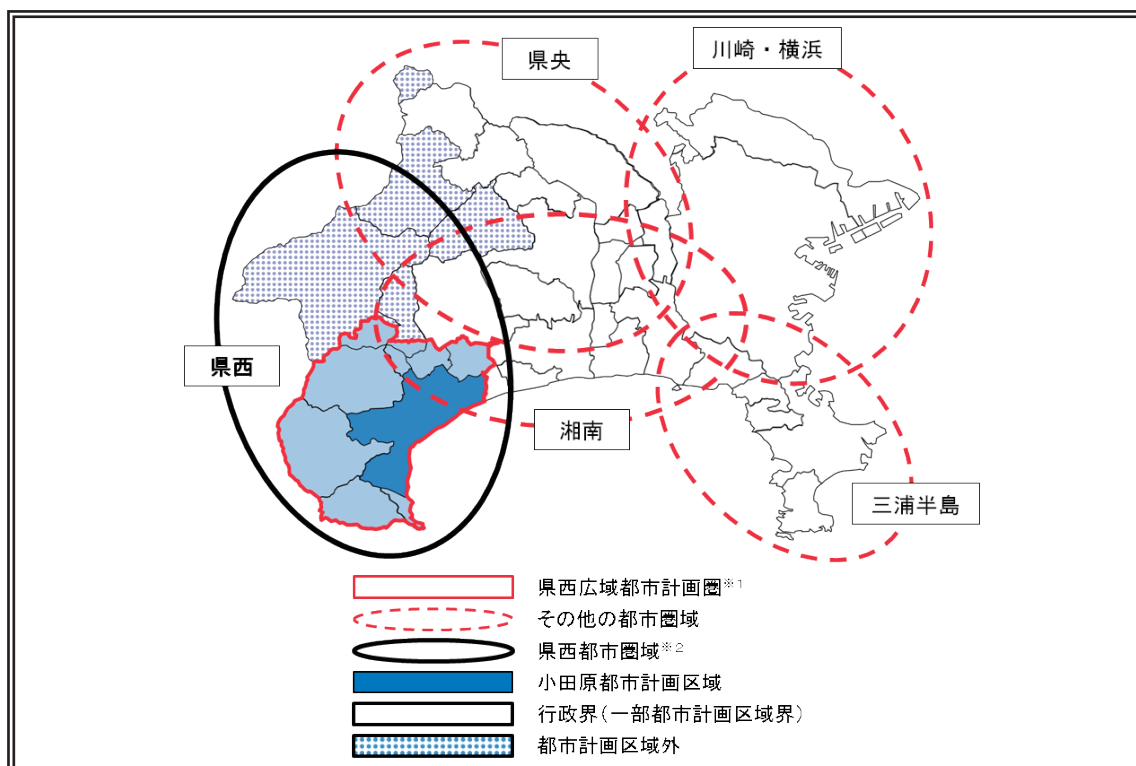 県央
川崎・横浜
県西
湘南
三浦半島
県西広域都市計画圏※1
その他の都市圏域
県西都市圏域※2
小田原都市計画区域
行政界(一部都市計画区域界)
都市計画区域外